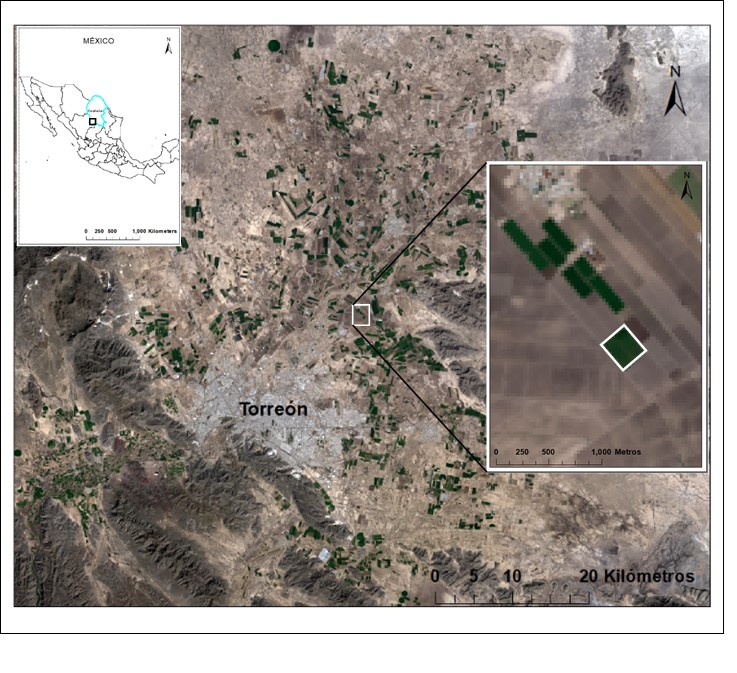 MÉXICO
N
Coahuila
0 250 500 1,000 Kilometers
N
N
0 250 500 1,000 Metros
Torreón
0 5 10 20 Kilómetros